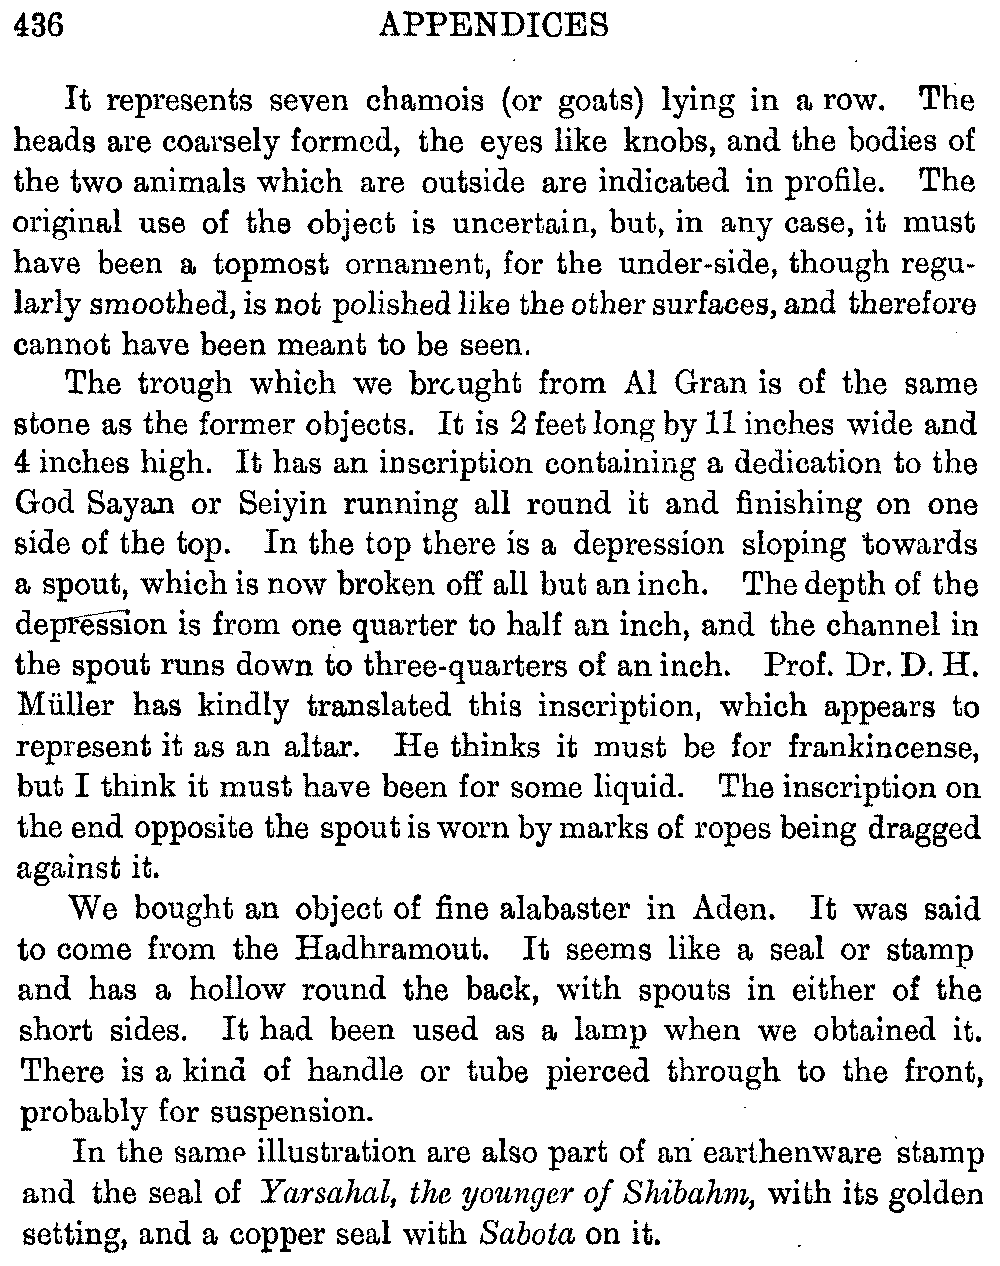 436 APPENDICES
It represents seven chamois (or goats) lying in a row. The
heads are coarsely formed, the eyes like knobs, and the bodies of
the two animals which are outside are indicated in profile. The
original use of the object is uncertain, but, in any case, it must
have been a topmost ornament, for the under-side, though regu-
larly smoothed, is not polished like the other surfaces, and therefore
cannot have been meant to be seen.
The trough which we brought from Al Gran is of the same
stone as the former objects. It is 2 feet long by 11 inches wide and
4 inches high. It has an inscription containing a dedication to the
God Sayan or Seiyin running all round it and finishing on one
side of the top. In the top there is a depression sloping towards
a spout, which is now broken off all but an inch. The depth of the
depression is from one quarter to half an inch, and the channel in
the spout runs down to three-quarters of an inch. Prof. Dr. D. H.
Müller has kindly translated this inscription, which appears to
represent it as an altar. He thinks it must be for frankincense,
but I think it must have been for some liquid. The inscription on
the end opposite the spout is worn by marks of ropes being dragged
against it.
We bought an object of fine alabaster in Aden. It was said
to come from the Hadhramout. It seems like a seal or stamp
and has a hollow round the back, with spouts in either of the
short sides. It had been used as a lamp when we obtained it.
There is a kind of handle or tube pierced through to the front,
probably for suspension.
In the same illustration are also part of an earthenware stamp
and the seal of Yarsahal, the younger of Shibahm, with its golden
setting, and a copper seal with Sabota on it.